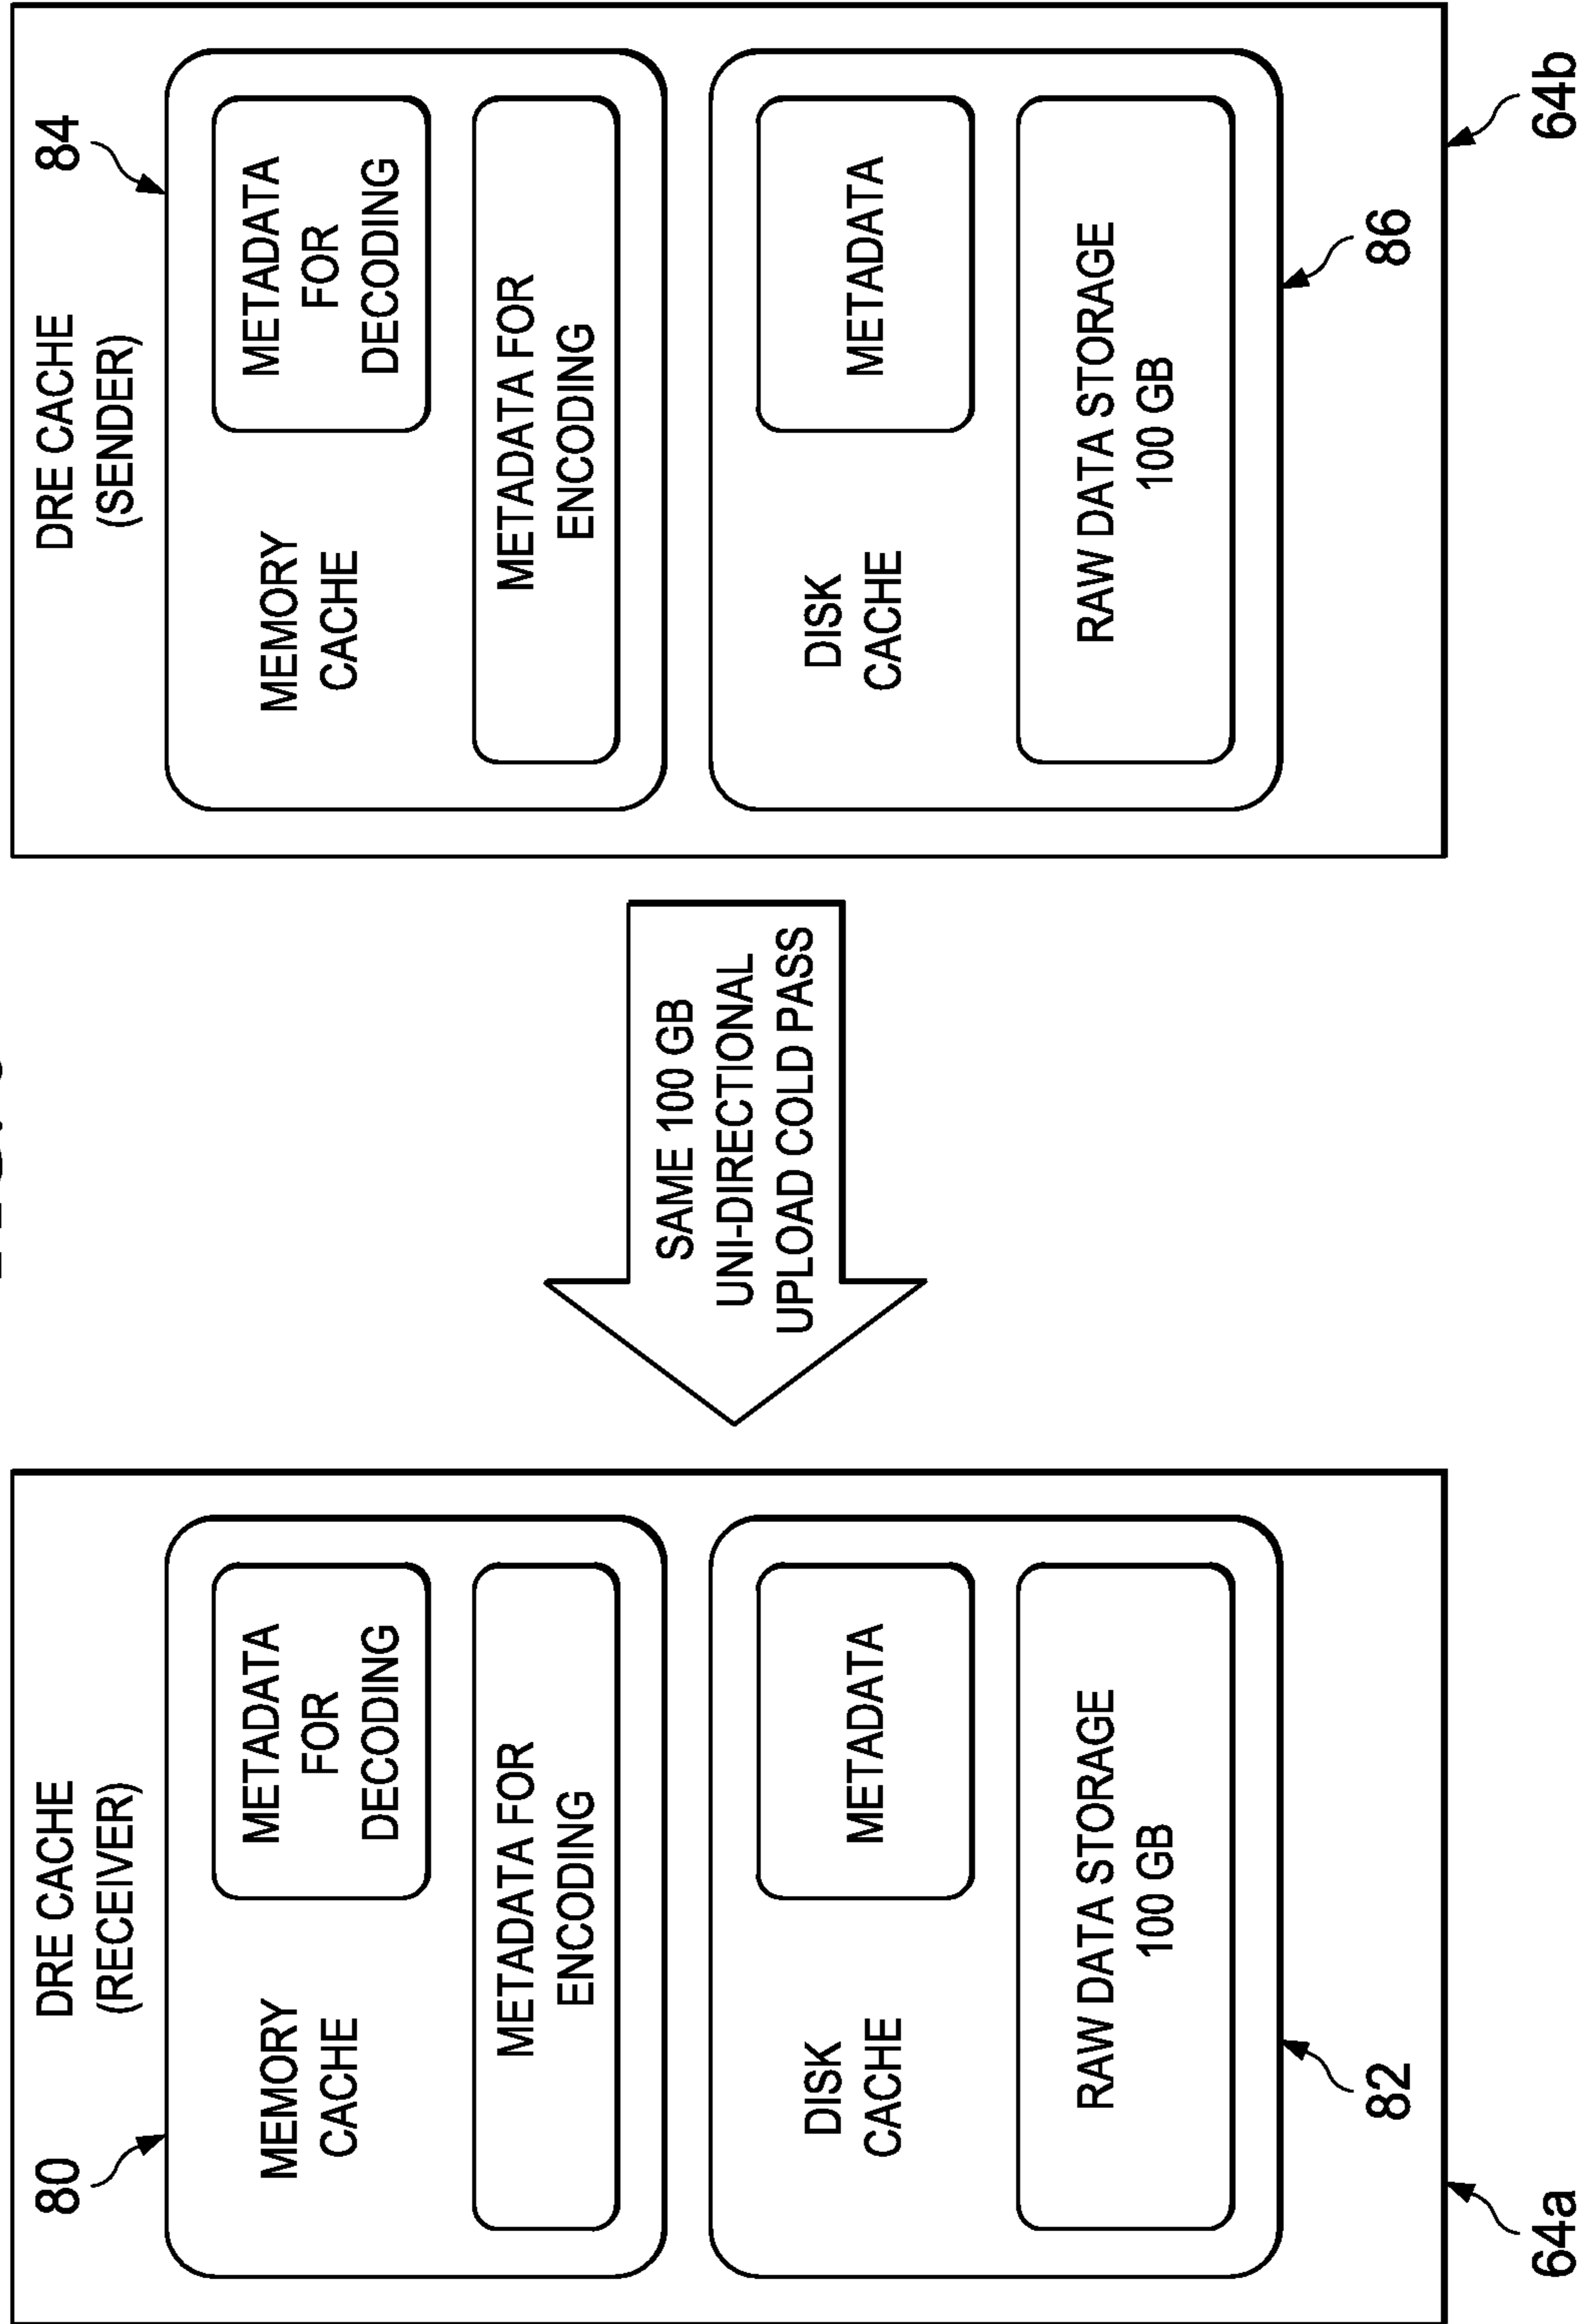 DRE CACHE
(RECEIVER)
80
MEMORY
CACHE
METADATA
FOR
DECODING
METADATA FOR
ENCODING
DISK
CACHE
METADATA
RAW DATA STORAGE
100 GB
82
64a
SAME 100 GB
UNI-DIRECTIONAL
UPLOAD COLD PASS
DRE CACHE
(SENDER)
84
MEMORY
CACHE
METADATA
FOR
DECODING
METADATA FOR
ENCODING
DISK
CACHE
METADATA
RAW DATA STORAGE
100 GB
86
64b